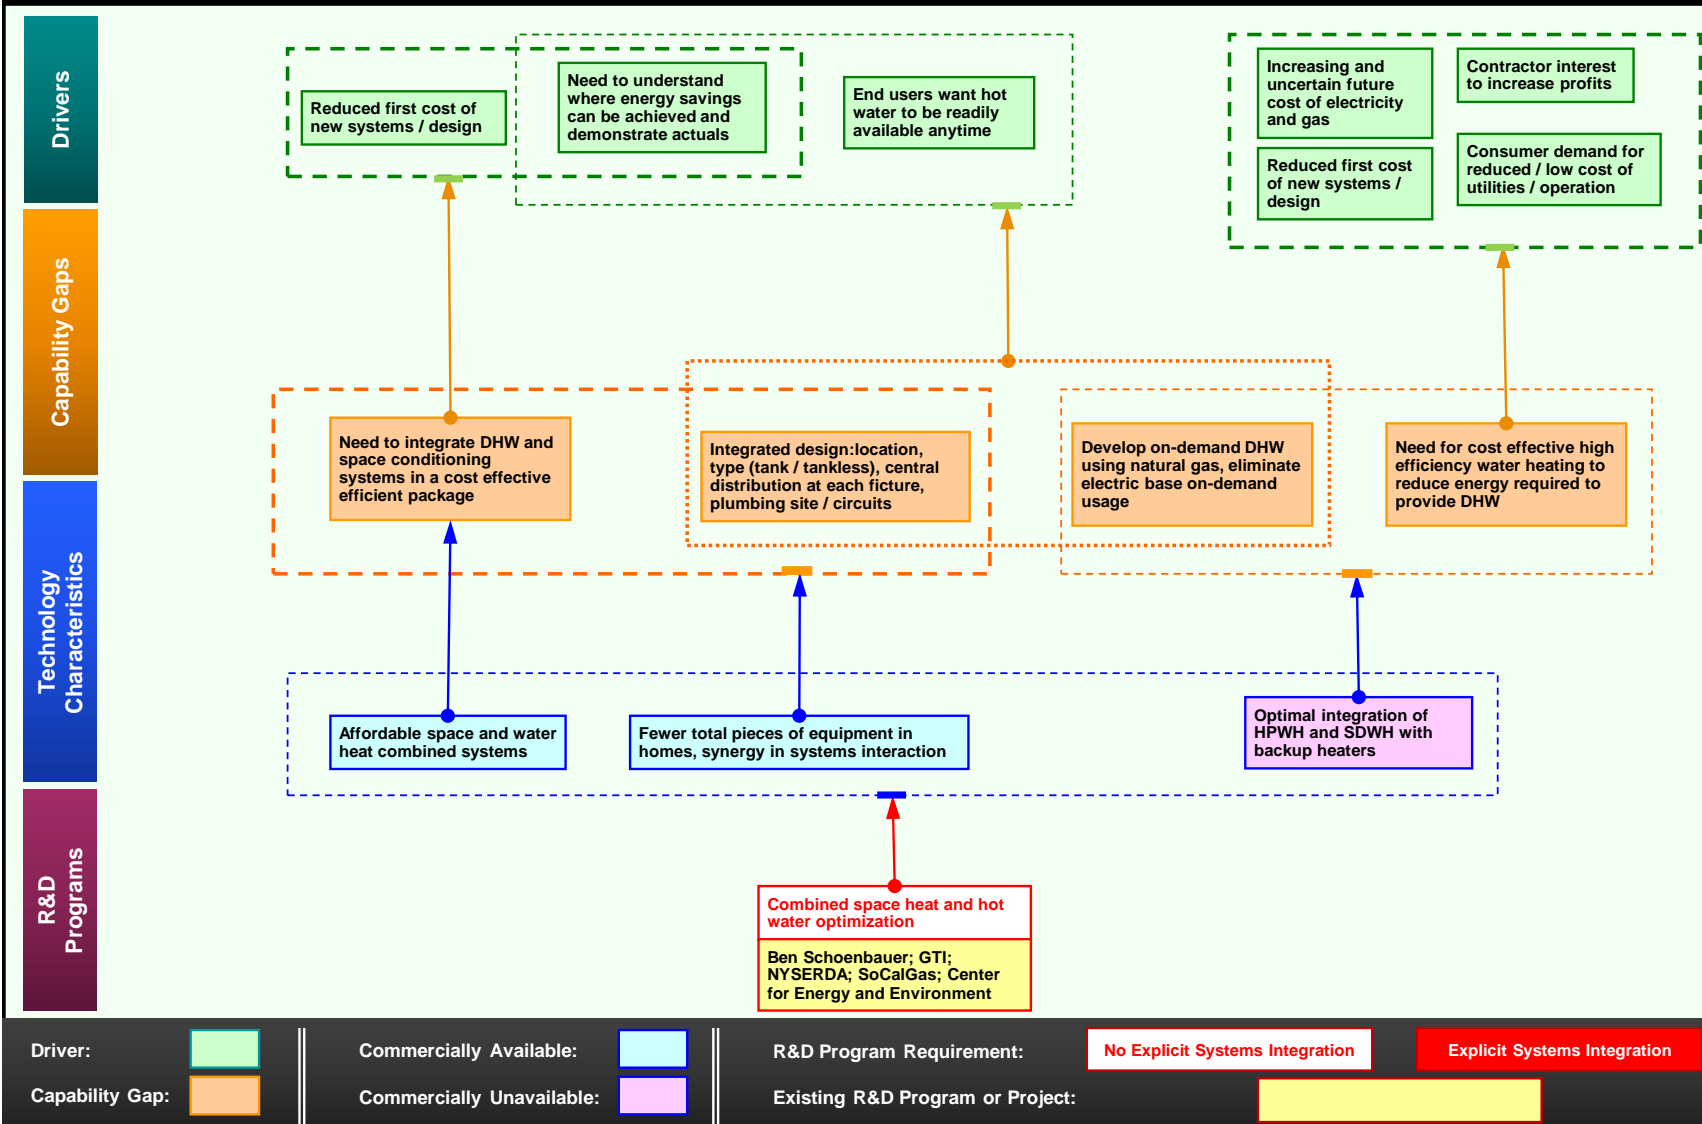 Drivers
Reduced first cost of
new systems / design
Need to understand
where energy savings
can be achieved and
demonstrate actuals
End users want hot
water to be readily
available anytime
Increasing and
uncertain future
cost of electricity
and gas
Contractor interest
to increase profits
Reduced first cost
of new systems /
design
Consumer demand for
reduced / low cost of
utilities / operation
Capability Gaps
Need to integrate DHW and
space conditioning
systems in a cost effective
efficient package
Integrated design:location,
type (tank / tankless), central
distribution at each ficture,
plumbing site / circuits
Develop on-demand DHW
using natural gas, eliminate
electric base on-demand
usage
Need for cost effective high
efficiency water heating to
reduce energy required to
provide DHW
Technology
Characteristics
Affordable space and water
heat combined systems
Fewer total pieces of equipment in
homes, synergy in systems interaction
Optimal integration of
HPWH and SDWH with
backup heaters
R&D
Programs
Combined space heat and hot
water optimization
Ben Schoenbauer; GTI;
NYSERDA; SoCalGas; Center
for Energy and Environment
Driver:
Capability Gap:
Commercially Available:
Commercially Unavailable:
R&D Program Requirement:
No Explicit Systems Integration
Explicit Systems Integration
Existing R&D Program or Project: